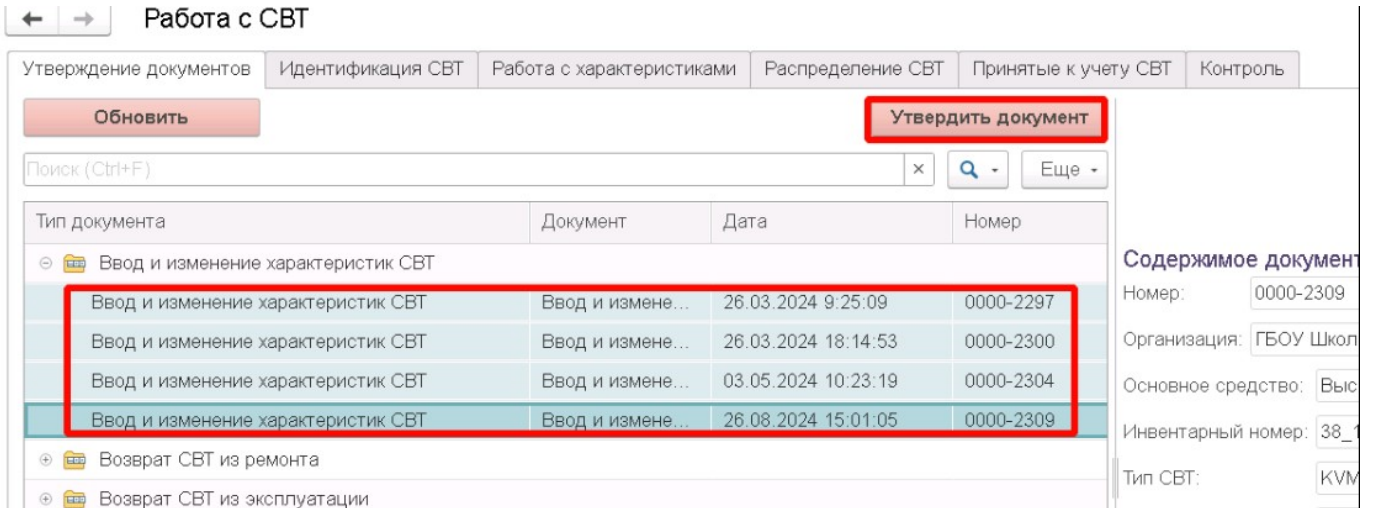 Работа с СВТ
Утверждение документов Идентификация СВТ Работа с характеристиками Распределение СВТ Принятые к учету СВТ Контроль
Обновить Утвердить документ
Поиск (Ctrl+F) × Еще
Тип документа Документ Дата Номер
Ввод и изменение характеристик СВТ
Ввод и изменение характеристик СВТ Ввод и измене... 26.03.2024 9:25:09 0000-2297
Ввод и изменение характеристик СВТ Ввод и измене... 26.03.2024 18:14:53 0000-2300
Ввод и изменение характеристик СВТ Ввод и измене... 03.05.2024 10:23:19 0000-2304
Ввод и изменение характеристик СВТ Ввод и измене... 26.08.2024 15:01:05 0000-2309
Возврат СВТ из ремонта
Возврат СВТ из эксплуатации
Содержимое документ
Номер: 0000-2309
Организация: ГБОУ Школ
Основное средство: Выс
Инвентарный номер: 38_1
Тип СВТ: KVM